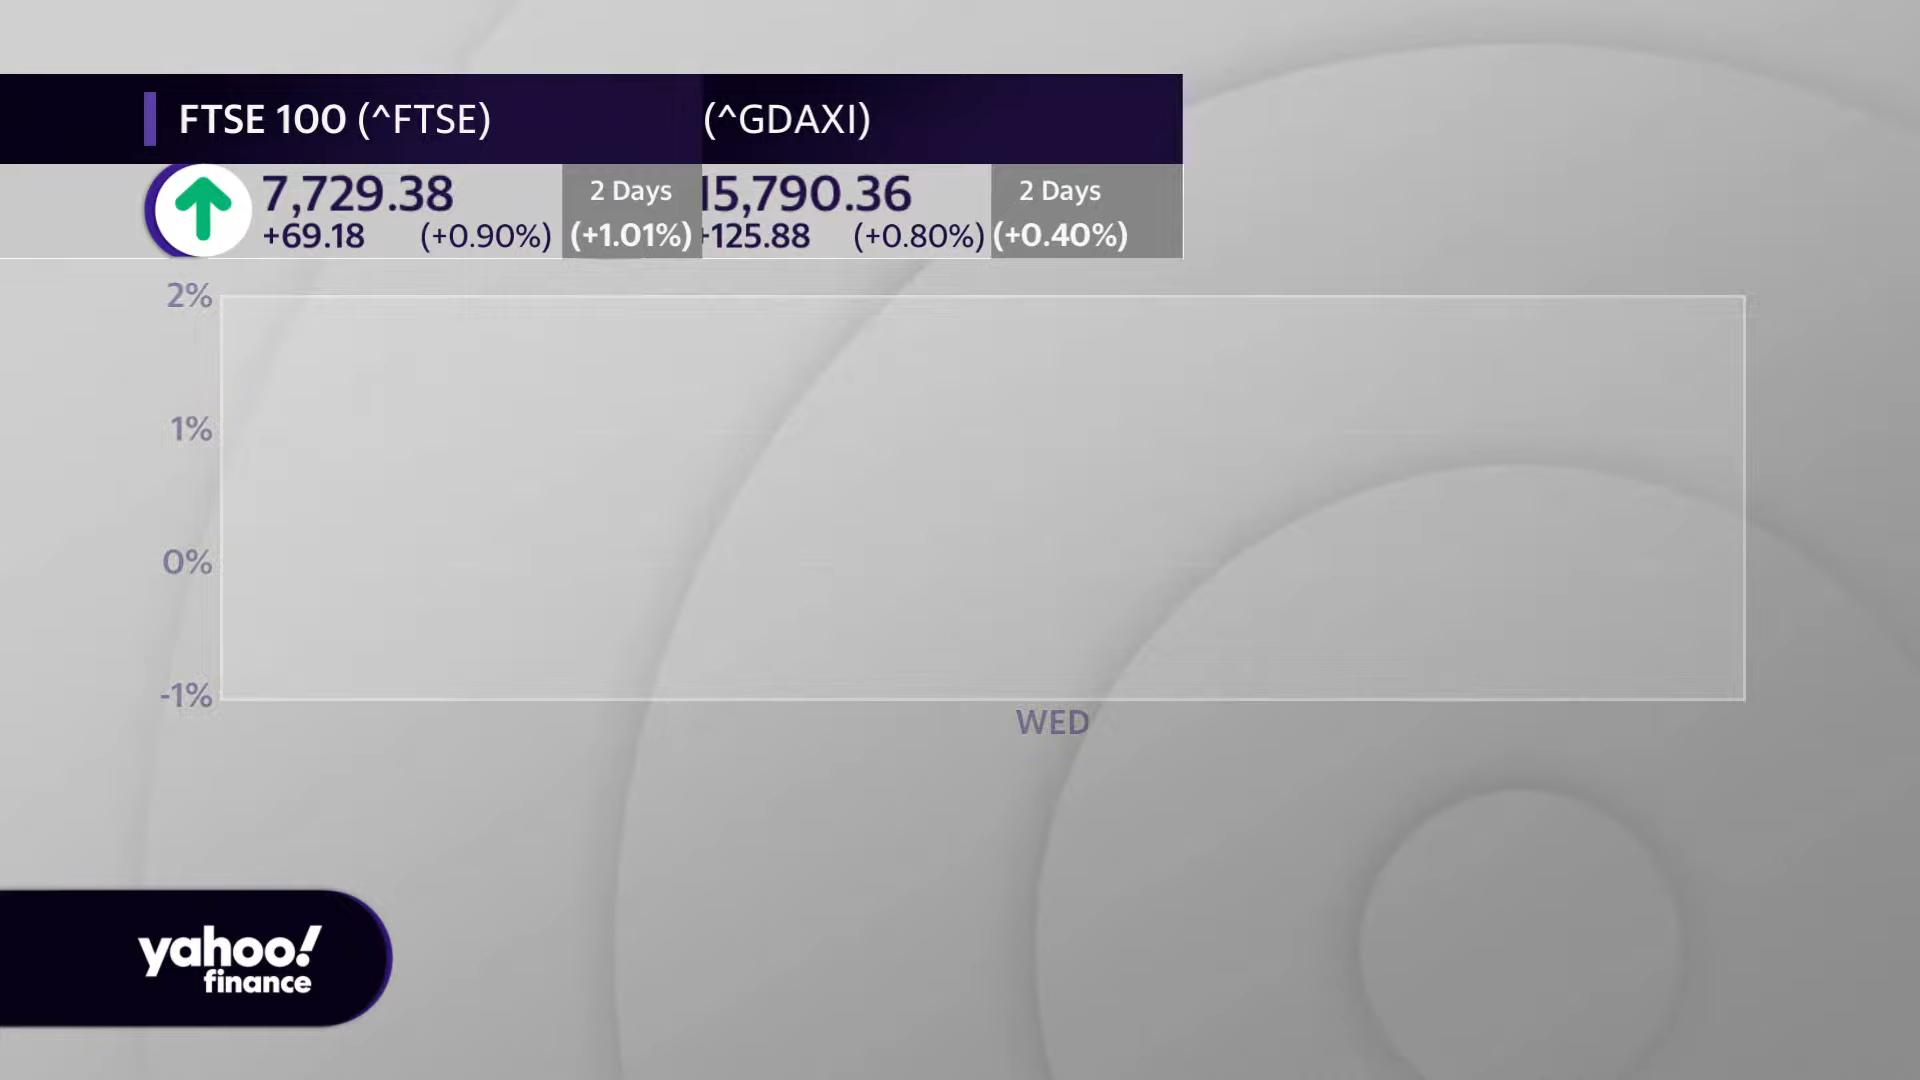 FTSE 100 (^FTSE)
(^GDAXI)
7,729.38
+69.18 (+0.90%)
2 Days
(+1.01%)
15,790.36
+125.88 (+0.80%)
2 Days
(+0.40%)
2%
1%
0%
-1%
WED
yahoo!
finance